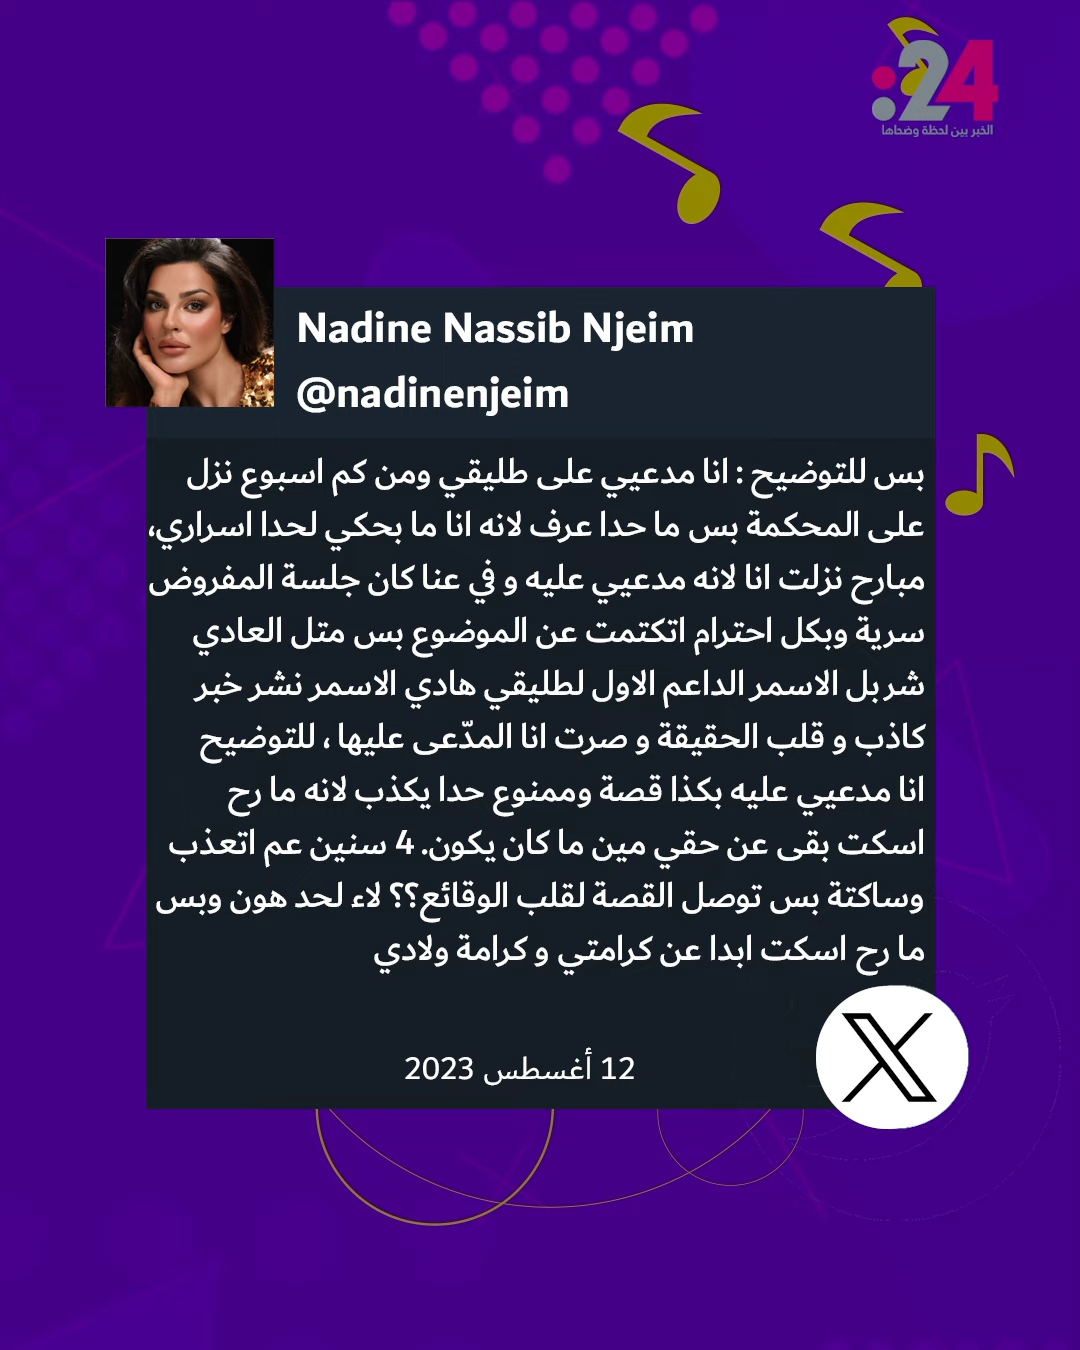 :24
الخبر بين لحظة وضحاها
Nadine Nassib Njeim
@nadinenjeim
بس للتوضيح : انا مدعيي على طليقي ومن كم اسبوع نزل
على المحكمة بس ما حدا عرف لانه انا ما بحكي لحدا اسراري،
مبارح نزلت انا لانه مدعيي عليه و في عنا كان جلسة المفروض
سرية وبكل احترام اتكتمت عن الموضوع بس متل العادي
شربل الاسمر الداعم الاول لطليقي هادي الاسمر نشر خبر
كاذب و قلب الحقيقة و صرت انا المدّعى عليها ، للتوضيح
انا مدعيي عليه بكذا قصة وممنوع حدا يكذب لانه ما رح
اسكت بقى عن حقي مين ما كان يكون. 4 سنين عم اتعذب
وساكتة بس توصل القصة لقلب الوقائع؟؟ لاء لحد هون وبس
ما رح اسكت ابدا عن كرامتي و كرامة ولادي
12 أغسطس 2023